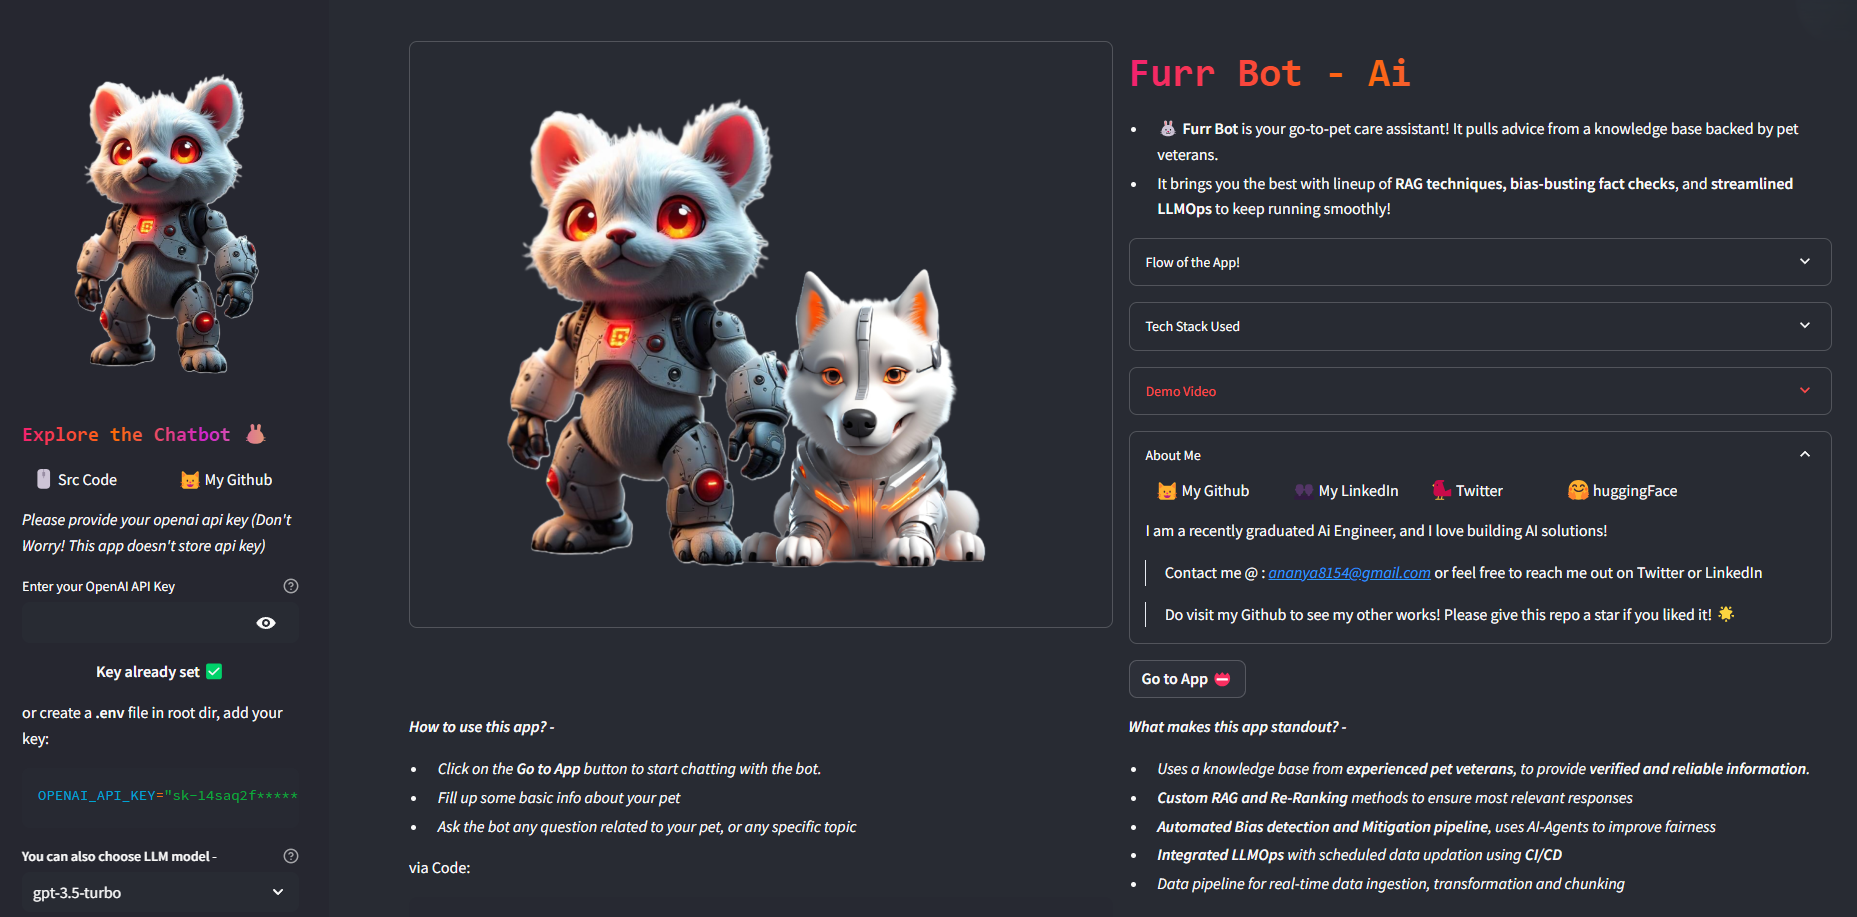 Explore the Chatbot
Src Code
My Github
Please provide your openai api key (Don't
Worry! This app doesn't store api key)
Enter your OpenAI API Key
Key already set
or create a .env file in root dir, add your
key:
OPENAI_API_KEY="sk-14saq2f*****
You can also choose LLM model -
gpt-3.5-turbo
Furr Bot - Ai
Furr Bot is your go-to-pet care assistant! It pulls advice from a knowledge base backed by pet
veterans.
It brings you the best with lineup of RAG techniques, bias-busting fact checks, and streamlined
LLMOps to keep running smoothly!
Flow of the App!
Tech Stack Used
Demo Video
About Me
My Github
My LinkedIn
Twitter
huggingFace
I am a recently graduated Ai Engineer, and I love building AI solutions!
Contact me @ : ananya8154@gmail.com or feel free to reach me out on Twitter or LinkedIn
Do visit my Github to see my other works! Please give this repo a star if you liked it! 🌟
Go to App
How to use this app? -
Click on the Go to App button to start chatting with the bot.
Fill up some basic info about your pet
Ask the bot any question related to your pet, or any specific topic
via Code:
What makes this app standout? -
Uses a knowledge base from experienced pet veterans, to provide verified and reliable information.
Custom RAG and Re-Ranking methods to ensure most relevant responses
Automated Bias detection and Mitigation pipeline, uses AI-Agents to improve fairness
Integrated LLMOps with scheduled data updation using CI/CD
Data pipeline for real-time data ingestion, transformation and chunking